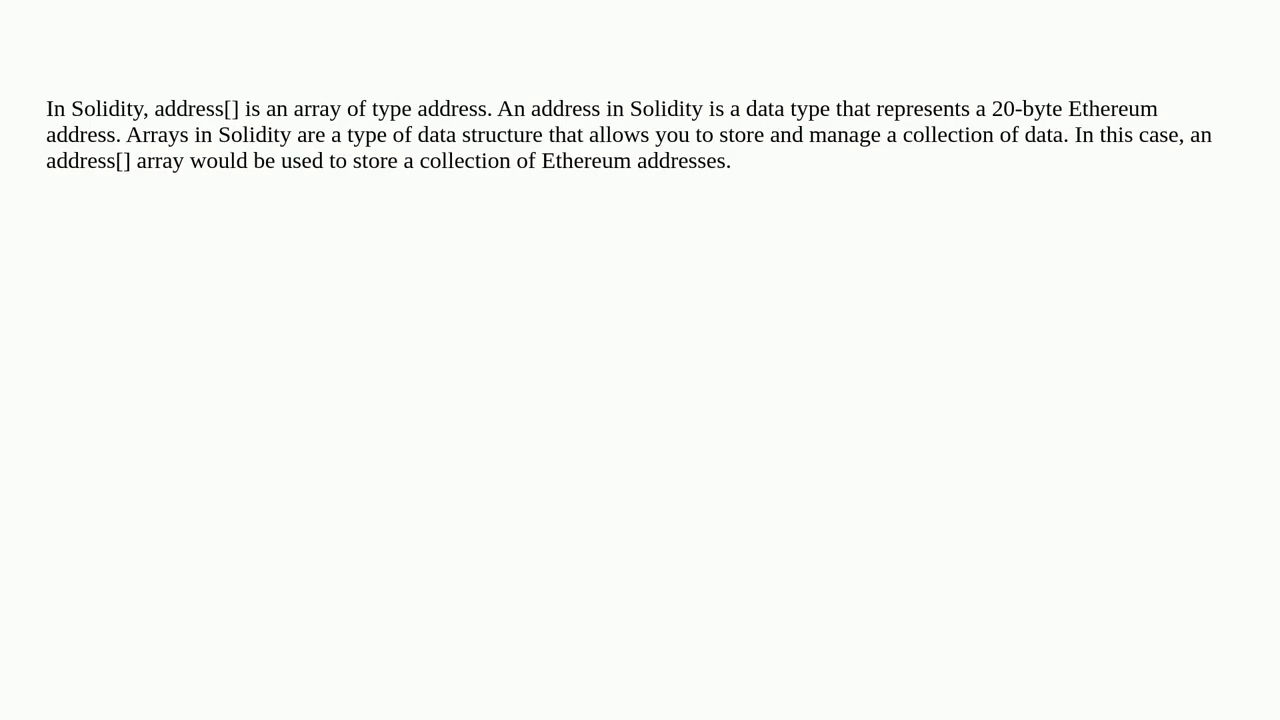 In Solidity, address[] is an array of type address. An address in Solidity is a data type that represents a 20-byte Ethereum
address. Arrays in Solidity are a type of data structure that allows you to store and manage a collection of data. In this case, an
address[] array would be used to store a collection of Ethereum addresses.